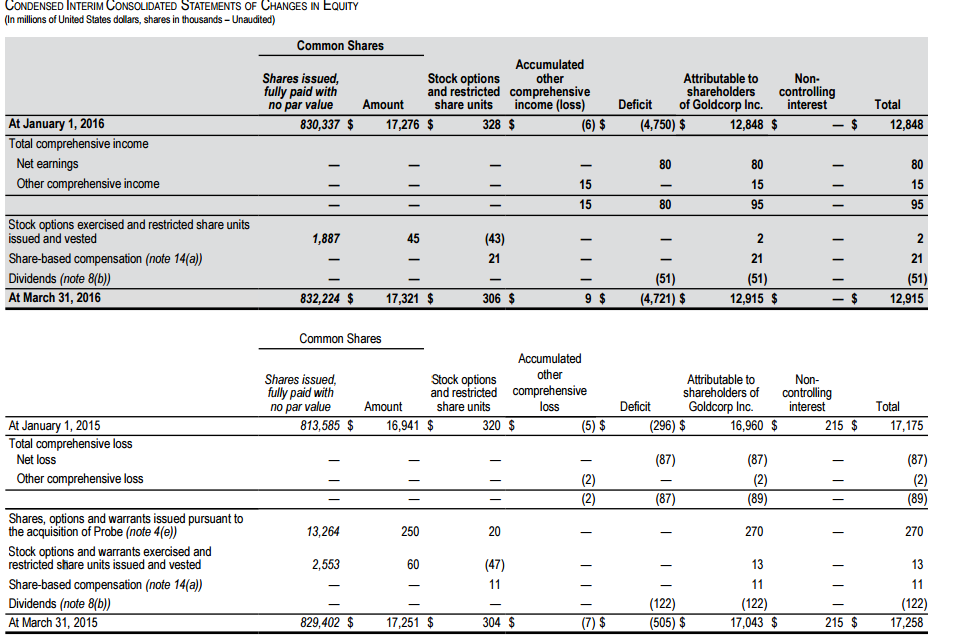 CONDENSED INTERIM CONSOLIDATED STATEMENTS OF CHANGES IN EQUITY
(In millions of United States dollars, shares in thousands – Unaudited)
Common Shares
Shares issued, fully paid with no par value Amount Stock options and restricted share units Accumulated other comprehensive income (loss) Deficit Attributable to shareholders of Goldcorp Inc. Non-controlling interest Total
At January 1, 2016 830,337 $ 17,276 $ 328 $ (6) $ (4,750) $ 12,848 $ — $ 12,848
Total comprehensive income
Net earnings — — — — 80 80 — 80
Other comprehensive income — — — 15 — 15 — 15
— — — 15 80 95 — 95
Stock options exercised and restricted share units
issued and vested 1,887 45 (43) — — 2 — 2
Share-based compensation (note 14(a)) — — 21 — — 21 — 21
Dividends (note 8(b)) — — — — (51) (51) — (51)
At March 31, 2016 832,224 $ 17,321 $ 306 $ 9 $ (4,721) $ 12,915 $ — $ 12,915
Common Shares
Shares issued, fully paid with no par value Amount Stock options and restricted share units Accumulated other comprehensive loss Deficit Attributable to shareholders of Goldcorp Inc. Non-controlling interest Total
At January 1, 2015 813,585 $ 16,941 $ 320 $ (5) $ (296) $ 16,960 $ 215 $ 17,175
Total comprehensive loss
Net loss — — — — (87) (87) — (87)
Other comprehensive loss — — — (2) — (2) — (2)
— — — (2) (87) (89) — (89)
Shares, options and warrants issued pursuant to
the acquisition of Probe (note 4(e)) 13,264 250 20 — — 270 — 270
Stock options and warrants exercised and
restricted share units issued and vested 2,553 60 (47) — — 13 — 13
Share-based compensation (note 14(a)) — — 11 — — 11 — 11
Dividends (note 8(b)) — — — — (122) (122) — (122)
At March 31, 2015 829,402 $ 17,251 $ 304 $ (7) $ (505) $ 17,043 $ 215 $ 17,258